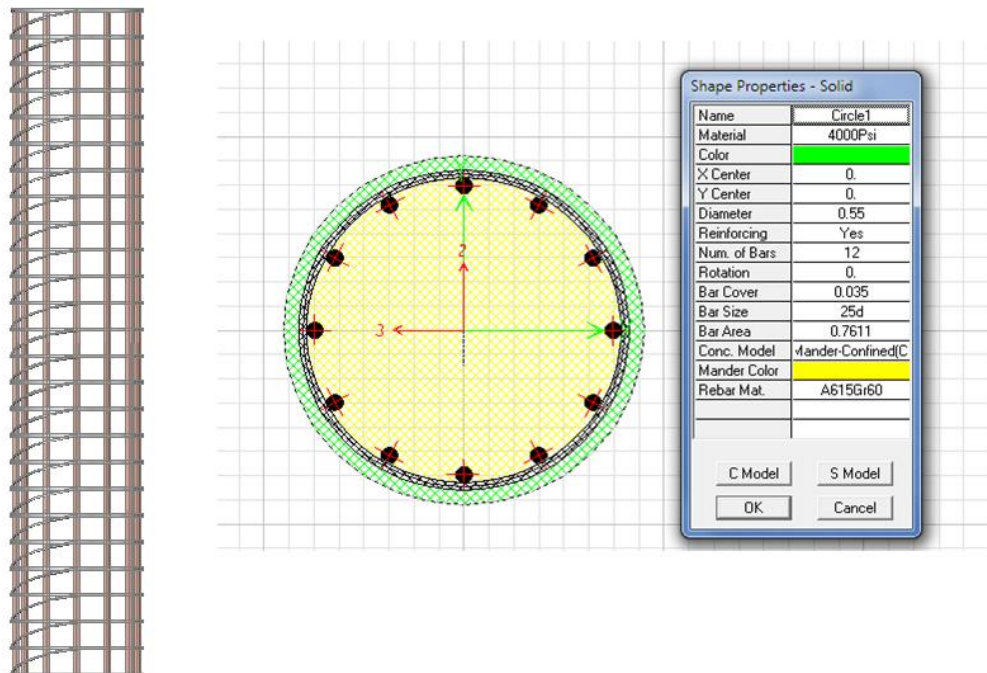 2
3
Shape Properties - Solid
Name Circle1
Material 4000Psi
Color
X Center 0.
Y Center 0.
Diameter 0.55
Reinforcing Yes
Num. of Bars 12
Rotation 0.
Bar Cover 0.035
Bar Size 25d
Bar Area 0.7611
Conc. Model Mander-Confined(C
Mander Color
Rebar Mat. A615Gr60
C Model S Model
OK Cancel